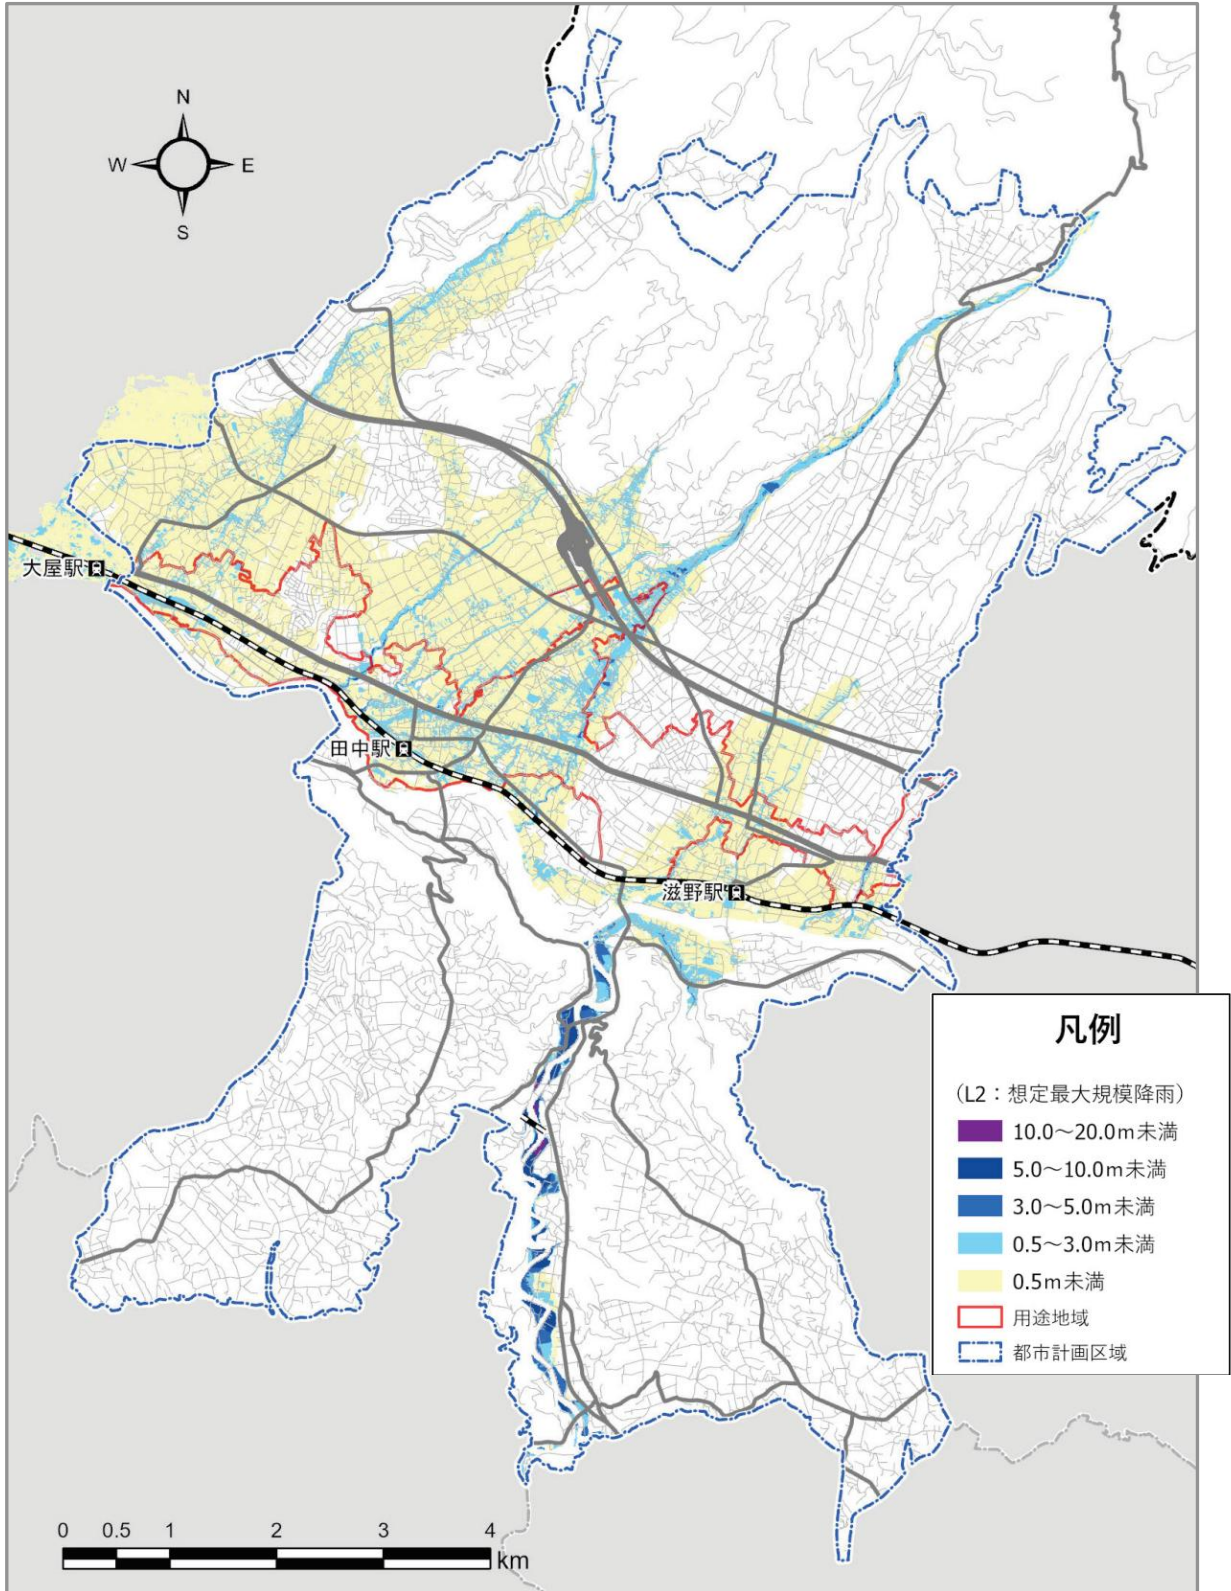 N
W E
S
大屋駅
田中駅
滋野駅
凡例
(L2：想定最大規模降雨)
10.0～20.0m未満
5.0～10.0m未満
3.0～5.0m未満
0.5～3.0m未満
0.5m未満
用途地域
都市計画区域
0 0.5 1 2 3 4
km